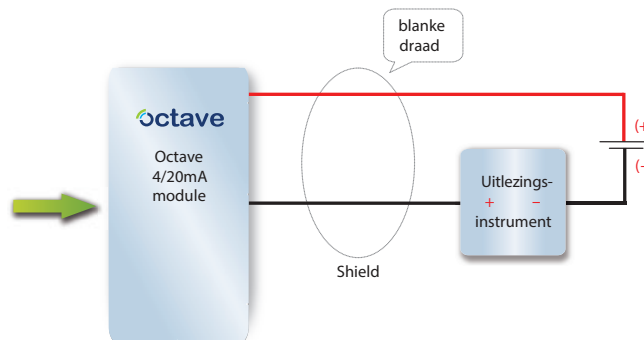 blanke
draad
Octave
Octave
4/20mA
module
(+
(-
Uitlezings-
+ -
instrument
Shield